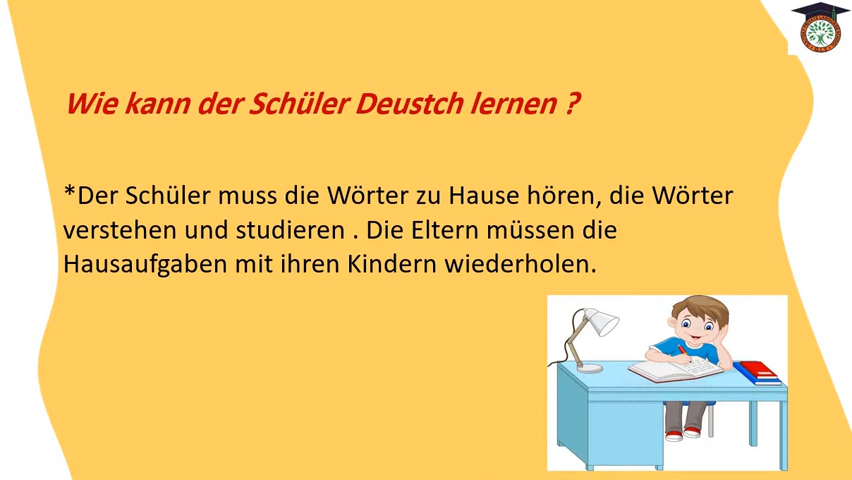 Wie kann der Schüler Deustch lernen ?
*Der Schüler muss die Wörter zu Hause hören, die Wörter
verstehen und studieren . Die Eltern müssen die
Hausaufgaben mit ihren Kindern wiederholen.